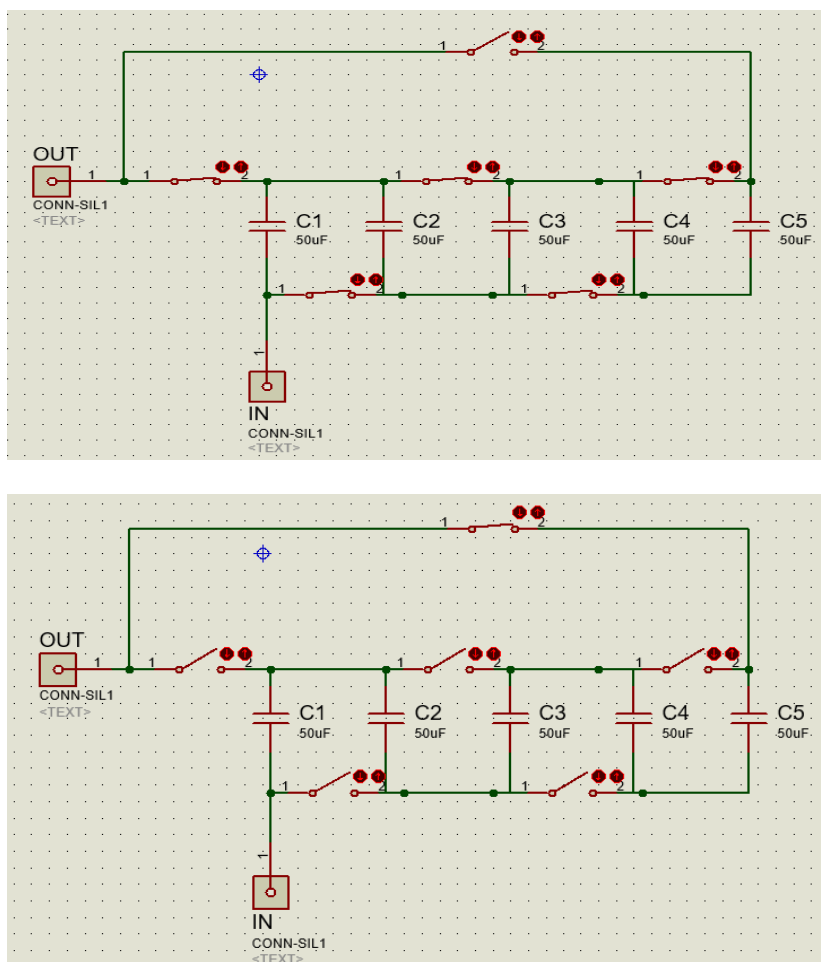 1
2
OUT
1
1
2
1
2
1
2
CONN-SIL1
<TEXT>
C1
50uF
C2
50uF
C3
50uF
C4
50uF
C5
50uF
1
2
1
2
1
IN
CONN-SIL1
<TEXT>
1
2
OUT
1
1
2
1
2
1
2
CONN-SIL1
<TEXT>
C1
50uF
C2
50uF
C3
50uF
C4
50uF
C5
50uF
1
2
1
2
1
IN
CONN-SIL1
<TEXT>